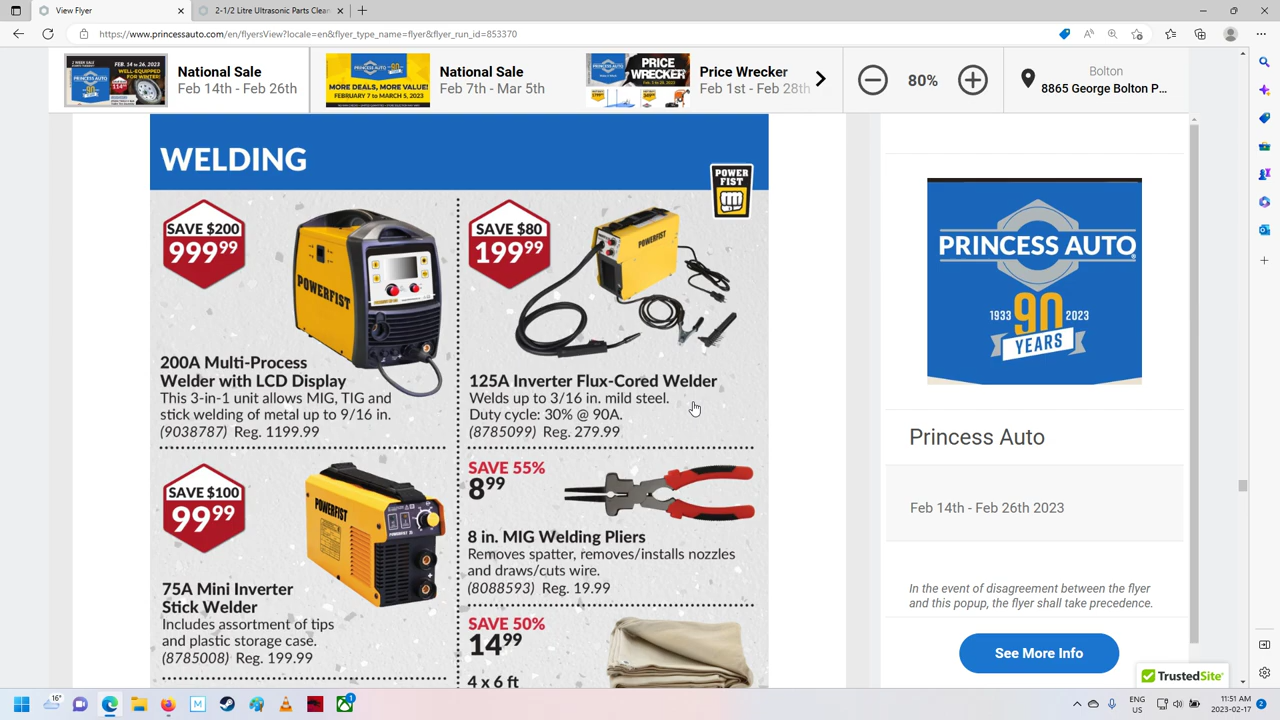 View Flyer
2-1/2 Litre Ultrasonic Parts Clean
https://www.princessauto.com/en/flyersView?locale=en&flyer_type_name=flyer&flyer_run_id=853370
National Sale
Feb 14th - Feb 26th
National Sale
Feb 7th - Mar 5th
Price Wrecker
Feb 1st - Feb 28th
80%
Bolton
8865 George Bolton P...
WELDING
POWER
FIST
SAVE $200
999 99
POWERFIST
200A Multi-Process
Welder with LCD Display
This 3-in-1 unit allows MIG, TIG and
stick welding of metal up to 9/16 in.
(9038787) Reg. 1199.99
SAVE $80
199 99
POWERFIST
125A Inverter Flux-Cored Welder
Welds up to 3/16 in. mild steel.
Duty cycle: 30% @ 90A.
(8785099) Reg. 279.99
SAVE $100
99 99
POWERFIST
75A Mini Inverter
Stick Welder
Includes assortment of tips
and plastic storage case.
(8785008) Reg. 199.99
SAVE 55%
8 99
8 in. MIG Welding Pliers
Removes spatter, removes/installs nozzles
and draws/cuts wire.
(8088593) Reg. 19.99
SAVE 50%
14 99
4 x 6 ft
PRINCESS AUTO
1933 90 2023
YEARS
Princess Auto
Feb 14th - Feb 26th 2023
In the event of disagreement between the flyer
and this popup, the flyer shall take precedence.
See More Info
TrustedSite
16°
ENG
US
11:51 AM
2023-02-17